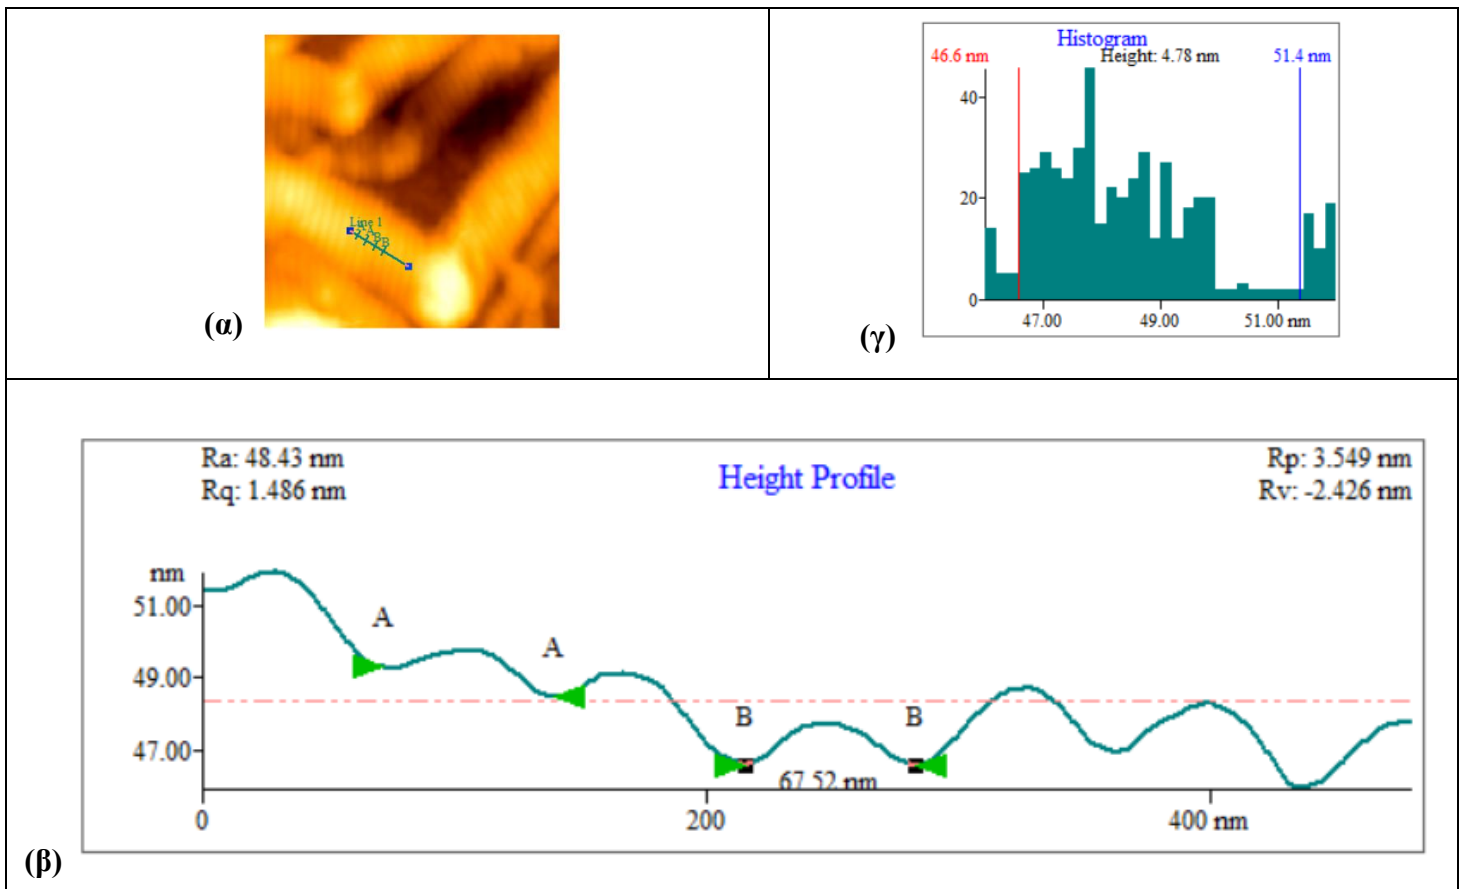 Line 1
A
B
B
(α)
Histogram
46.6 nm
Height: 4.78 nm
51.4 nm
40
20
0
47.00
49.00
51.00 nm
(γ)
Ra: 48.43 nm
Rq: 1.486 nm
Height Profile
Rp: 3.549 nm
Rv: -2.426 nm
nm
51.00
49.00
47.00
A
A
B
B
67.52 nm
0
200
400 nm
(β)